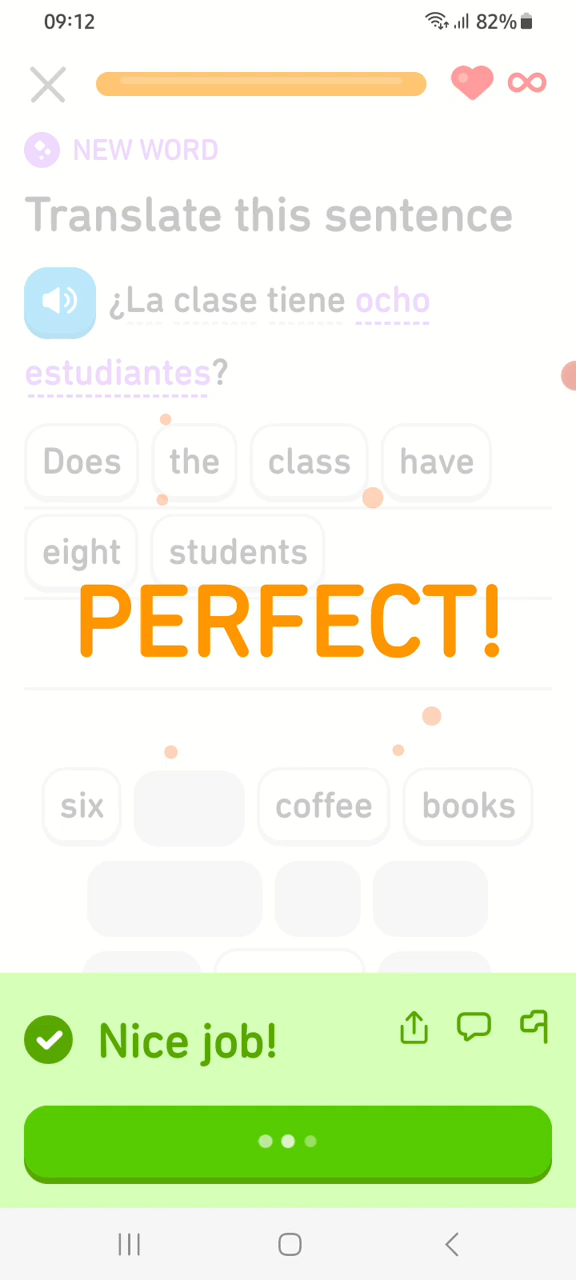 09:12 82%
NEW WORD
Translate this sentence
¿La clase tiene ocho
estudiantes?
Does the class have
eight students
PERFECT!
six coffee books
Nice job!